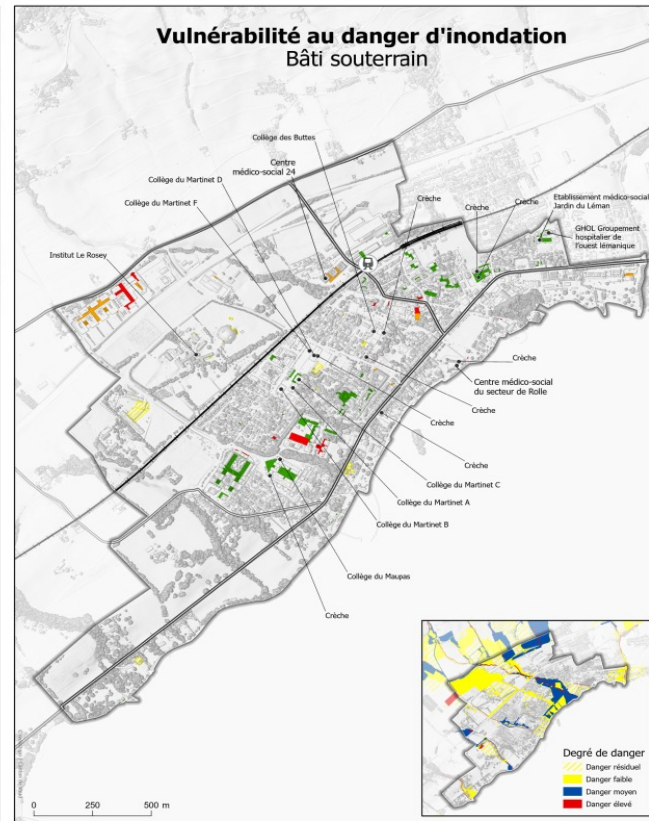 Vulnérabilité au danger d'inondation
Bâti souterrain
Collège des Buttes
Centre
médico-social 24
Collège du Martinet D
Collège du Martinet F
Crèche
Crèche
Crèche
Etablissement médico-social
Jardin du Léman
GHOL Groupement
hospitalier de
l'ouest lémanique
Institut Le Rosey
Crèche
Centre médico-social
du secteur de Rolle
Crèche
Crèche
Crèche
Collège du Martinet C
Collège du Martinet A
Collège du Martinet B
Collège du Maupas
Crèche
Degré de danger
Danger résiduel
Danger faible
Danger moyen
Danger élevé
0 250 500 m